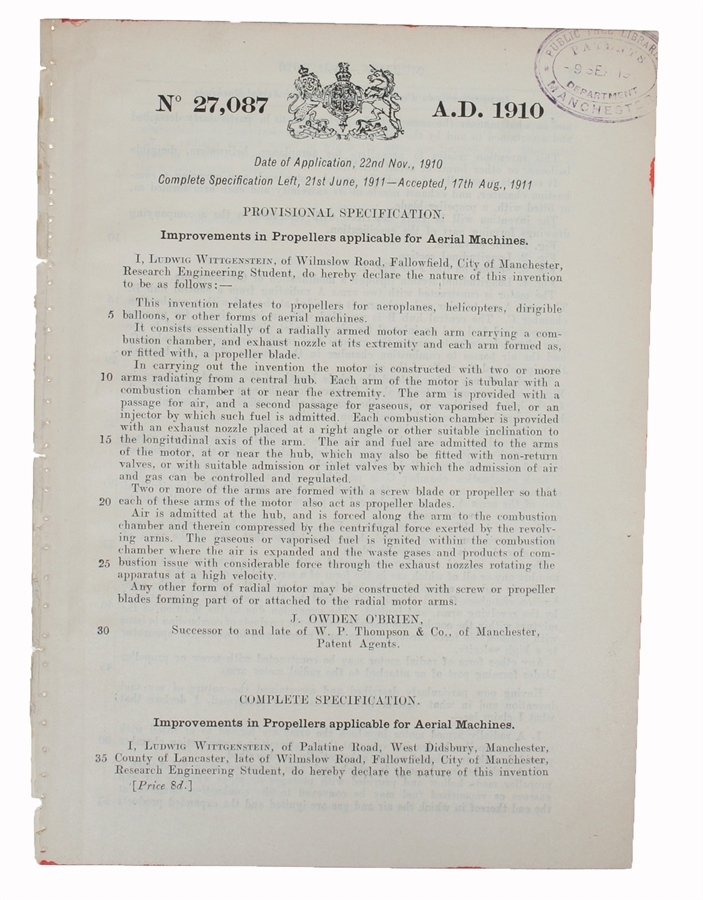 PUBLIC FREE LIBRARY
PATENTS
-9 SEP
DEPARTMENT
MANCHESTER
Nº 27,087 A.D. 1910
Date of Application, 22nd Nov., 1910
Complete Specification Left, 21st June, 1911—Accepted, 17th Aug., 1911
PROVISIONAL SPECIFICATION.
Improvements in Propellers applicable for Aerial Machines.
I, LUDWIG WITTGENSTEIN, of Wilmslow Road, Fallowfield, City of Manchester,
Research Engineering Student, do hereby declare the nature of this invention
to be as follows:—
This invention relates to propellers for aeroplanes, helicopters, dirigible
5 balloons, or other forms of aerial machines.
It consists essentially of a radially armed motor each arm carrying a com-
bustion chamber, and exhaust nozzle at its extremity and each arm formed as,
or fitted with, a propeller blade.
In carrying out the invention the motor is constructed with two or more
10 arms radiating from a central hub. Each arm of the motor is tubular with a
combustion chamber at or near the extremity. The arm is provided with a
passage for air, and a second passage for gaseous, or vaporised fuel, or an
injector by which such fuel is admitted. Each combustion chamber is provided
with an exhaust nozzle placed at a right angle or other suitable inclination to
15 the longitudinal axis of the arm. The air and fuel are admitted to the arms
of the motor, at or near the hub, which may also be fitted with non-return
valves, or with suitable admission or inlet valves by which the admission of air
and gas can be controlled and regulated.
Two or more of the arms are formed with a screw blade or propeller so that
20 each of these arms of the motor also act as propeller blades.
Air is admitted at the hub, and is forced along the arm to the combustion
chamber and therein compressed by the centrifugal force exerted by the revolv-
ing arms. The gaseous or vaporised fuel is ignited within the combustion
chamber where the air is expanded and the waste gases and products of com-
25 bustion issue with considerable force through the exhaust nozzles rotating the
apparatus at a high velocity.
Any other form of radial motor may be constructed with screw or propeller
blades forming part of or attached to the radial motor arms.
J. OWDEN O'BRIEN,
30 Successor to and late of W. P. Thompson & Co., of Manchester,
Patent Agents.
COMPLETE SPECIFICATION.
Improvements in Propellers applicable for Aerial Machines.
I, LUDWIG WITTGENSTEIN, of Palatine Road, West Didsbury, Manchester,
35 County of Lancaster, late of Wilmslow Road, Fallowfield, City of Manchester,
Research Engineering Student, do hereby declare the nature of this invention
[Price 8d.]